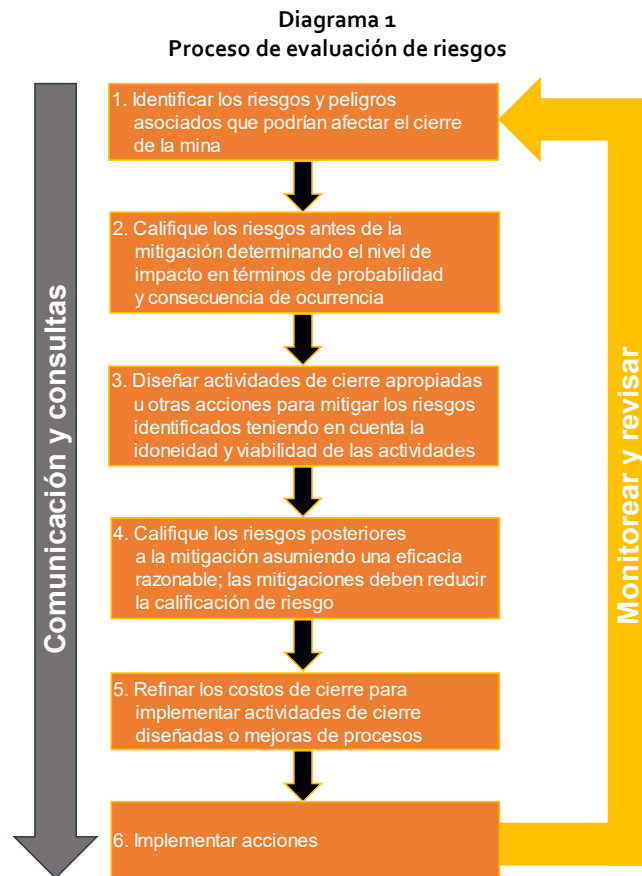 Diagrama 1
Proceso de evaluación de riesgos
1. Identificar los riesgos y peligros
asociados que podrían afectar el cierre
de la mina
2. Califique los riesgos antes de la
mitigación determinando el nivel de
impacto en términos de probabilidad
y consecuencia de ocurrencia
3. Diseñar actividades de cierre apropiadas
u otras acciones para mitigar los riesgos
identificados teniendo en cuenta la
idoneidad y viabilidad de las actividades
4. Califique los riesgos posteriores
a la mitigación asumiendo una eficacia
razonable; las mitigaciones deben reducir
la calificación de riesgo
5. Refinar los costos de cierre para
implementar actividades de cierre
diseñadas o mejoras de procesos
6. Implementar acciones
Comunicación y consultas
Monitorear y revisar